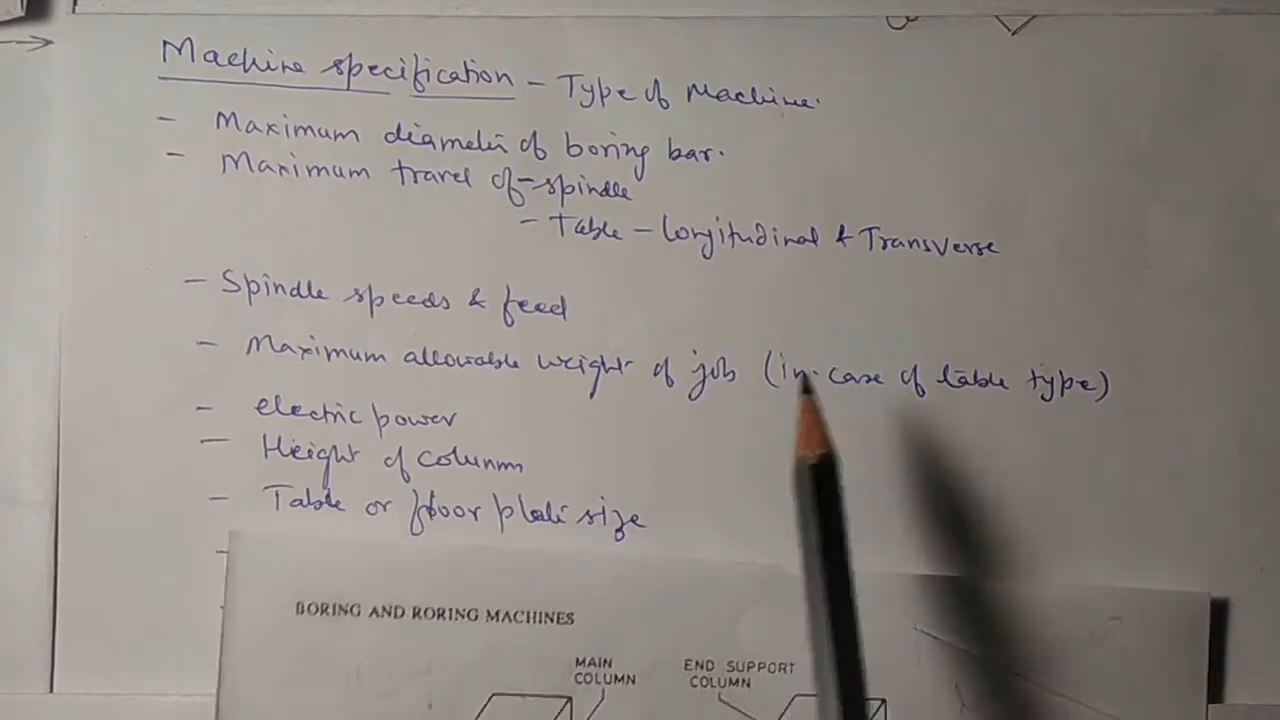 Machine specification - Type of Machine.
- Maximum diameter of boring bar.
- Maximum travel of - spindle
- Table - longitudinal & Transverse
- Spindle speeds & feed
- Maximum allowable weight of job (in case of table type)
- electric power
- Height of column
- Table or floor plate size
BORING AND RORING MACHINES
MAIN COLUMN
END SUPPORT COLUMN